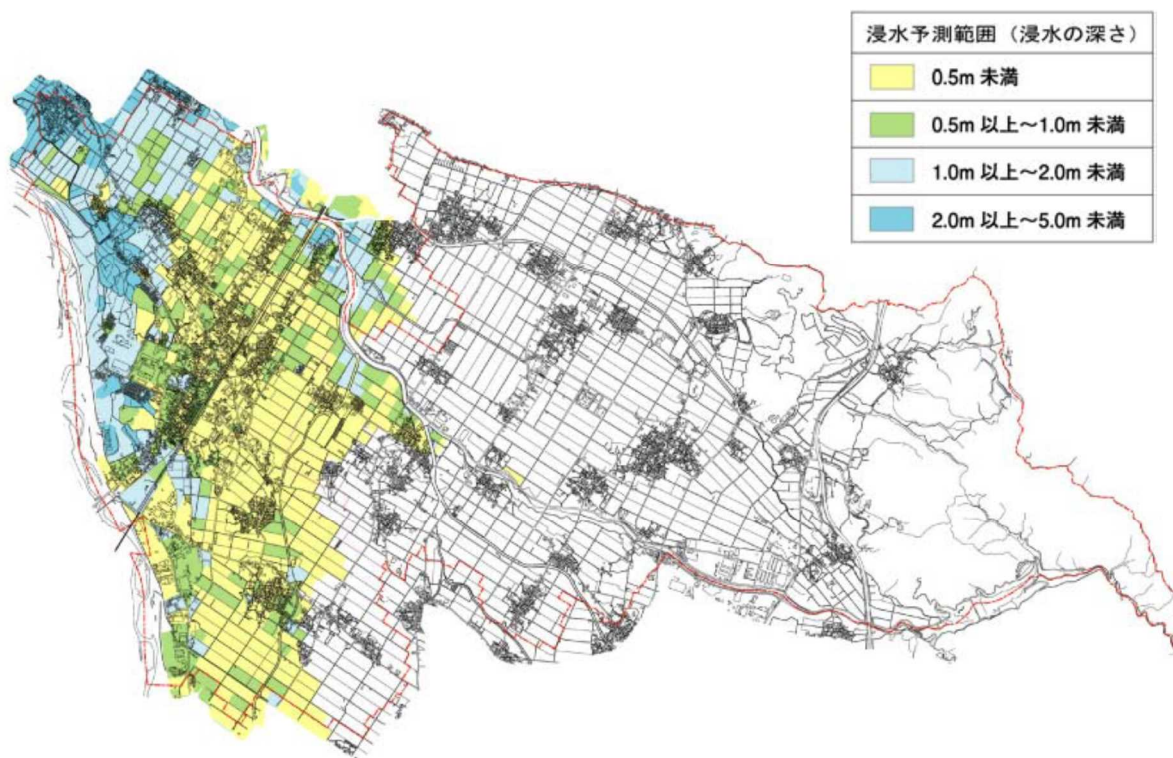 浸水予測範囲（浸水の深さ）
0.5m 未満
0.5m 以上～1.0m 未満
1.0m 以上～2.0m 未満
2.0m 以上～5.0m 未満